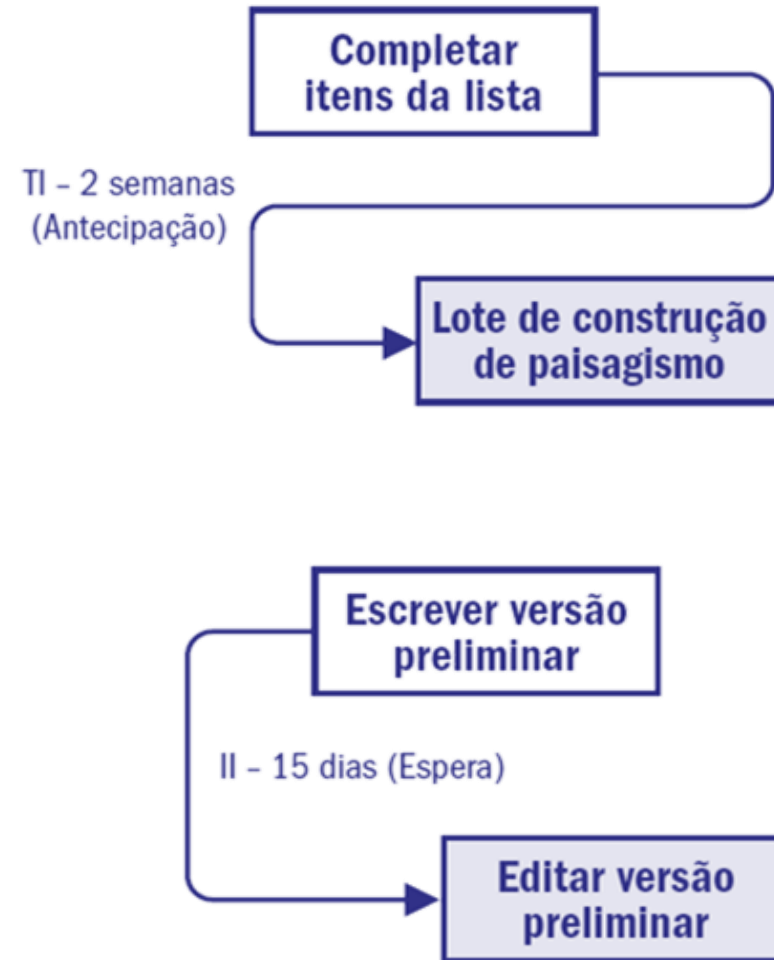 Completar
itens da lista
TI – 2 semanas
(Antecipação)
Lote de construção
de paisagismo
Escrever versão
preliminar
II – 15 dias (Espera)
Editar versão
preliminar